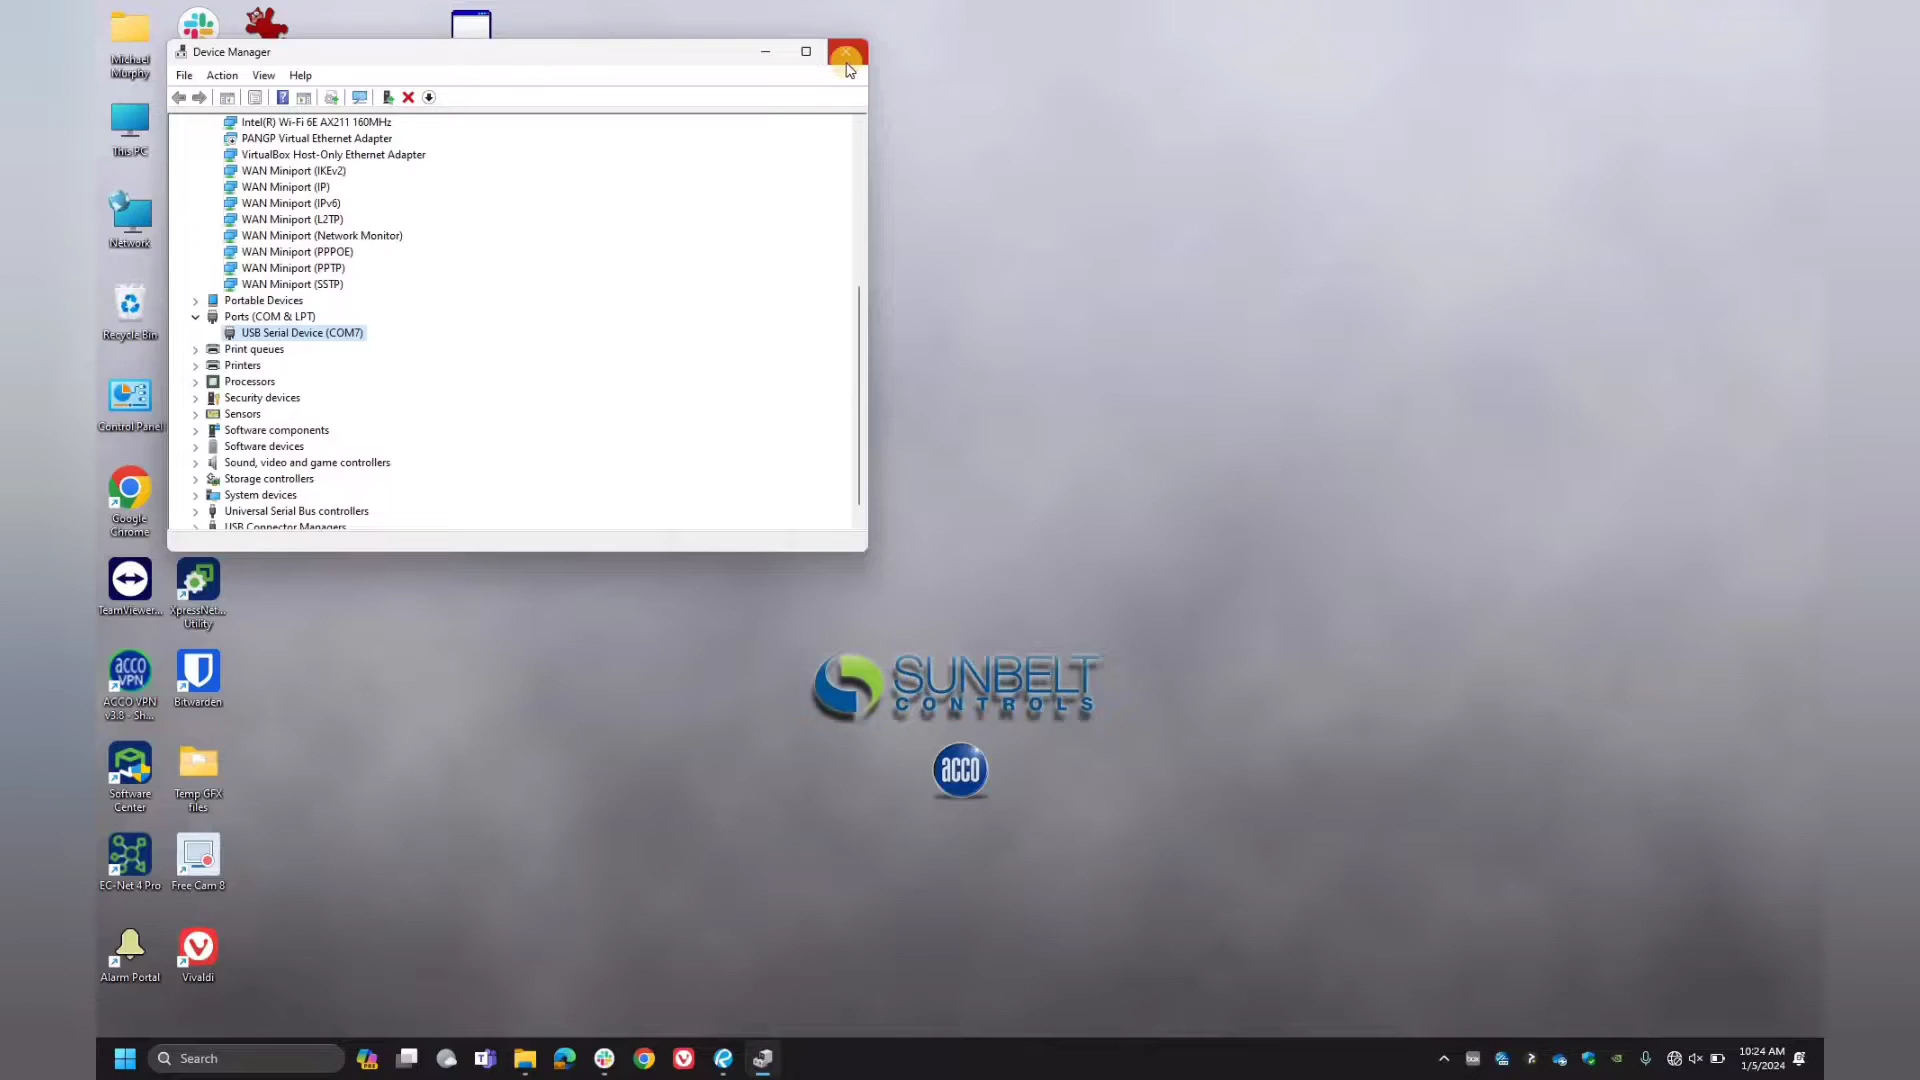 Device Manager
File Action View Help
Intel(R) Wi-Fi 6E AX211 160MHz
PANGP Virtual Ethernet Adapter
VirtualBox Host-Only Ethernet Adapter
WAN Miniport (IKEv2)
WAN Miniport (IP)
WAN Miniport (IPv6)
WAN Miniport (L2TP)
WAN Miniport (Network Monitor)
WAN Miniport (PPPOE)
WAN Miniport (PPTP)
WAN Miniport (SSTP)
Portable Devices
Ports (COM & LPT)
USB Serial Device (COM7)
Print queues
Printers
Processors
Security devices
Sensors
Software components
Software devices
Sound, video and game controllers
Storage controllers
System devices
Universal Serial Bus controllers
USB Connector Managers
Michael
Murphy
This PC
Network
Recycle Bin
Control Panel
Google
Chrome
TeamViewer...
XpressNet...
Utility
acco
VPN
ACCO VPN
v3.8 - Sh...
Bitwarden
Software
Center
Temp GFX
files
EC-Net 4 Pro
Free Cam 8
Alarm Portal
Vivaldi
SUNBELT
CONTROLS
acco
Search
10:24 AM
1/5/2024